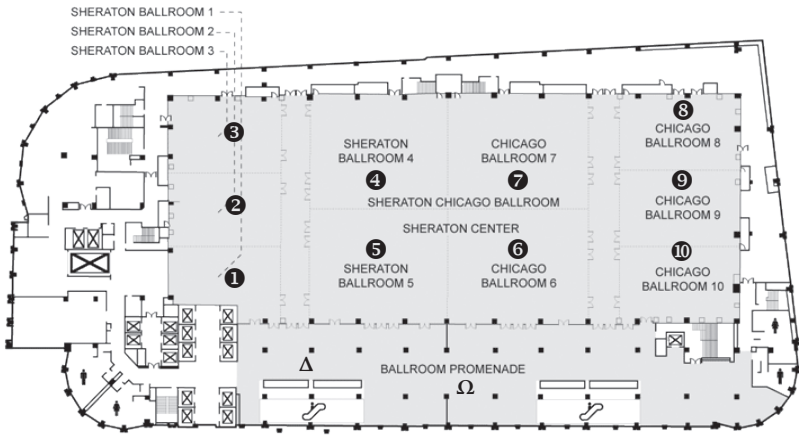 SHERATON BALLROOM 1
SHERATON BALLROOM 2
SHERATON BALLROOM 3
3
SHERATON
BALLROOM 4
4
CHICAGO
BALLROOM 7
7
8
CHICAGO
BALLROOM 8
2
SHERATON CHICAGO BALLROOM
9
CHICAGO
BALLROOM 9
SHERATON CENTER
1
5
SHERATON
BALLROOM 5
6
CHICAGO
BALLROOM 6
10
CHICAGO
BALLROOM 10
Δ
BALLROOM PROMENADE
Ω